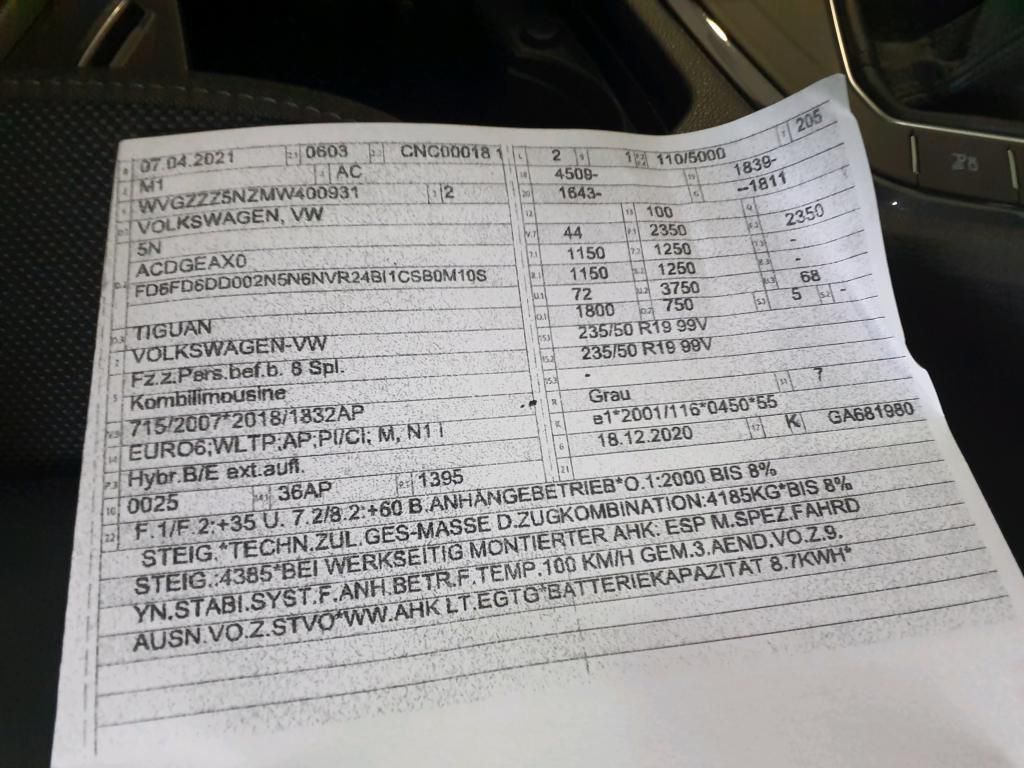 07.04.2021 0603 CNC00018 1
M1 AC
WVGZZZ5NZMW400931 2
VOLKSWAGEN, VW
5N
ACDGEAX0
FD6FD6DD002N5N6NVR24BI1CSB0M10S
TIGUAN
VOLKSWAGEN-VW
Fz.z.Pers.bef.b. 8 Spl.
Kombilimousine
715/2007*2018/1832AP
EURO6;WLTP;AP;PI/CI; M, N1 I
Hybr.B/E ext.aufl.
0025 36AP 1395
2 1 110/5000 205
4509- 1839-
1643- --1811
100
44 2350 2350
1150 1250 -
1150 1250 -
72 3750 68
1800 750 5 -
235/50 R19 99V
235/50 R19 99V
-
Grau 7
e1*2001/116*0450*55
18.12.2020 K GA681980
22 F.1/F.2:+35 U. 7.2/8.2:+60 B.ANHÄNGEBETRIEB*O.1:2000 BIS 8%
STEIG.*TECHN.ZUL.GES-MASSE D.ZUGKOMBINATION:4185KG*BIS 8%
STEIG.:4385*BEI WERKSEITIG MONTIERTER AHK: ESP M.SPEZ.FAHRD
YN.STABI.SYST.F.ANH.BETR.F.TEMP.100 KM/H GEM.3.AEND.VO.Z.9.
AUSN.VO.Z.STVO*WW.AHK LT.EGTG*BATTERIEKAPAZITÄT 8.7KWH*